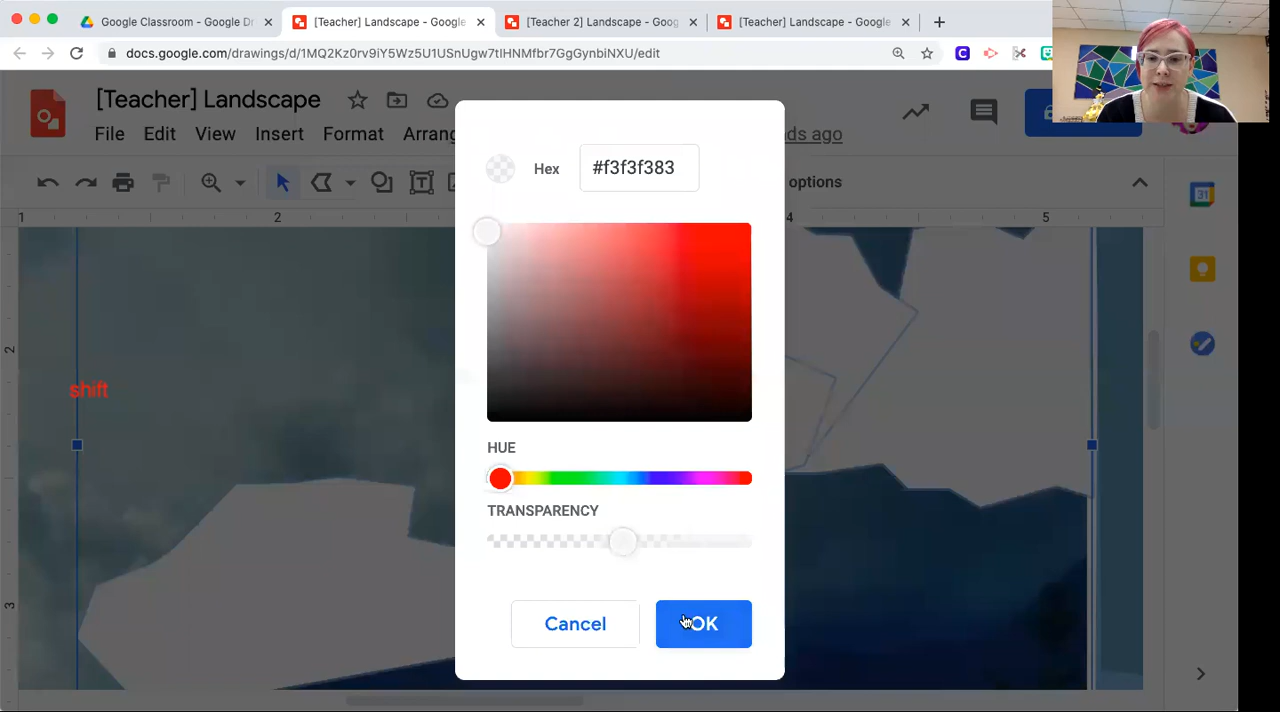 Google Classroom - Google Dr
[Teacher] Landscape - Google
[Teacher 2] Landscape - Goog
[Teacher] Landscape - Google
docs.google.com/drawings/d/1MQ2Kz0rv9iY5Wz5U1USnUgw7tIHNMfbr7GgGynbiNXU/edit
[Teacher] Landscape
File Edit View Insert Format Arrang
ds ago
options
1 2 4 5
2
3
shift
31
Hex #f3f3f383
HUE
TRANSPARENCY
Cancel
OK